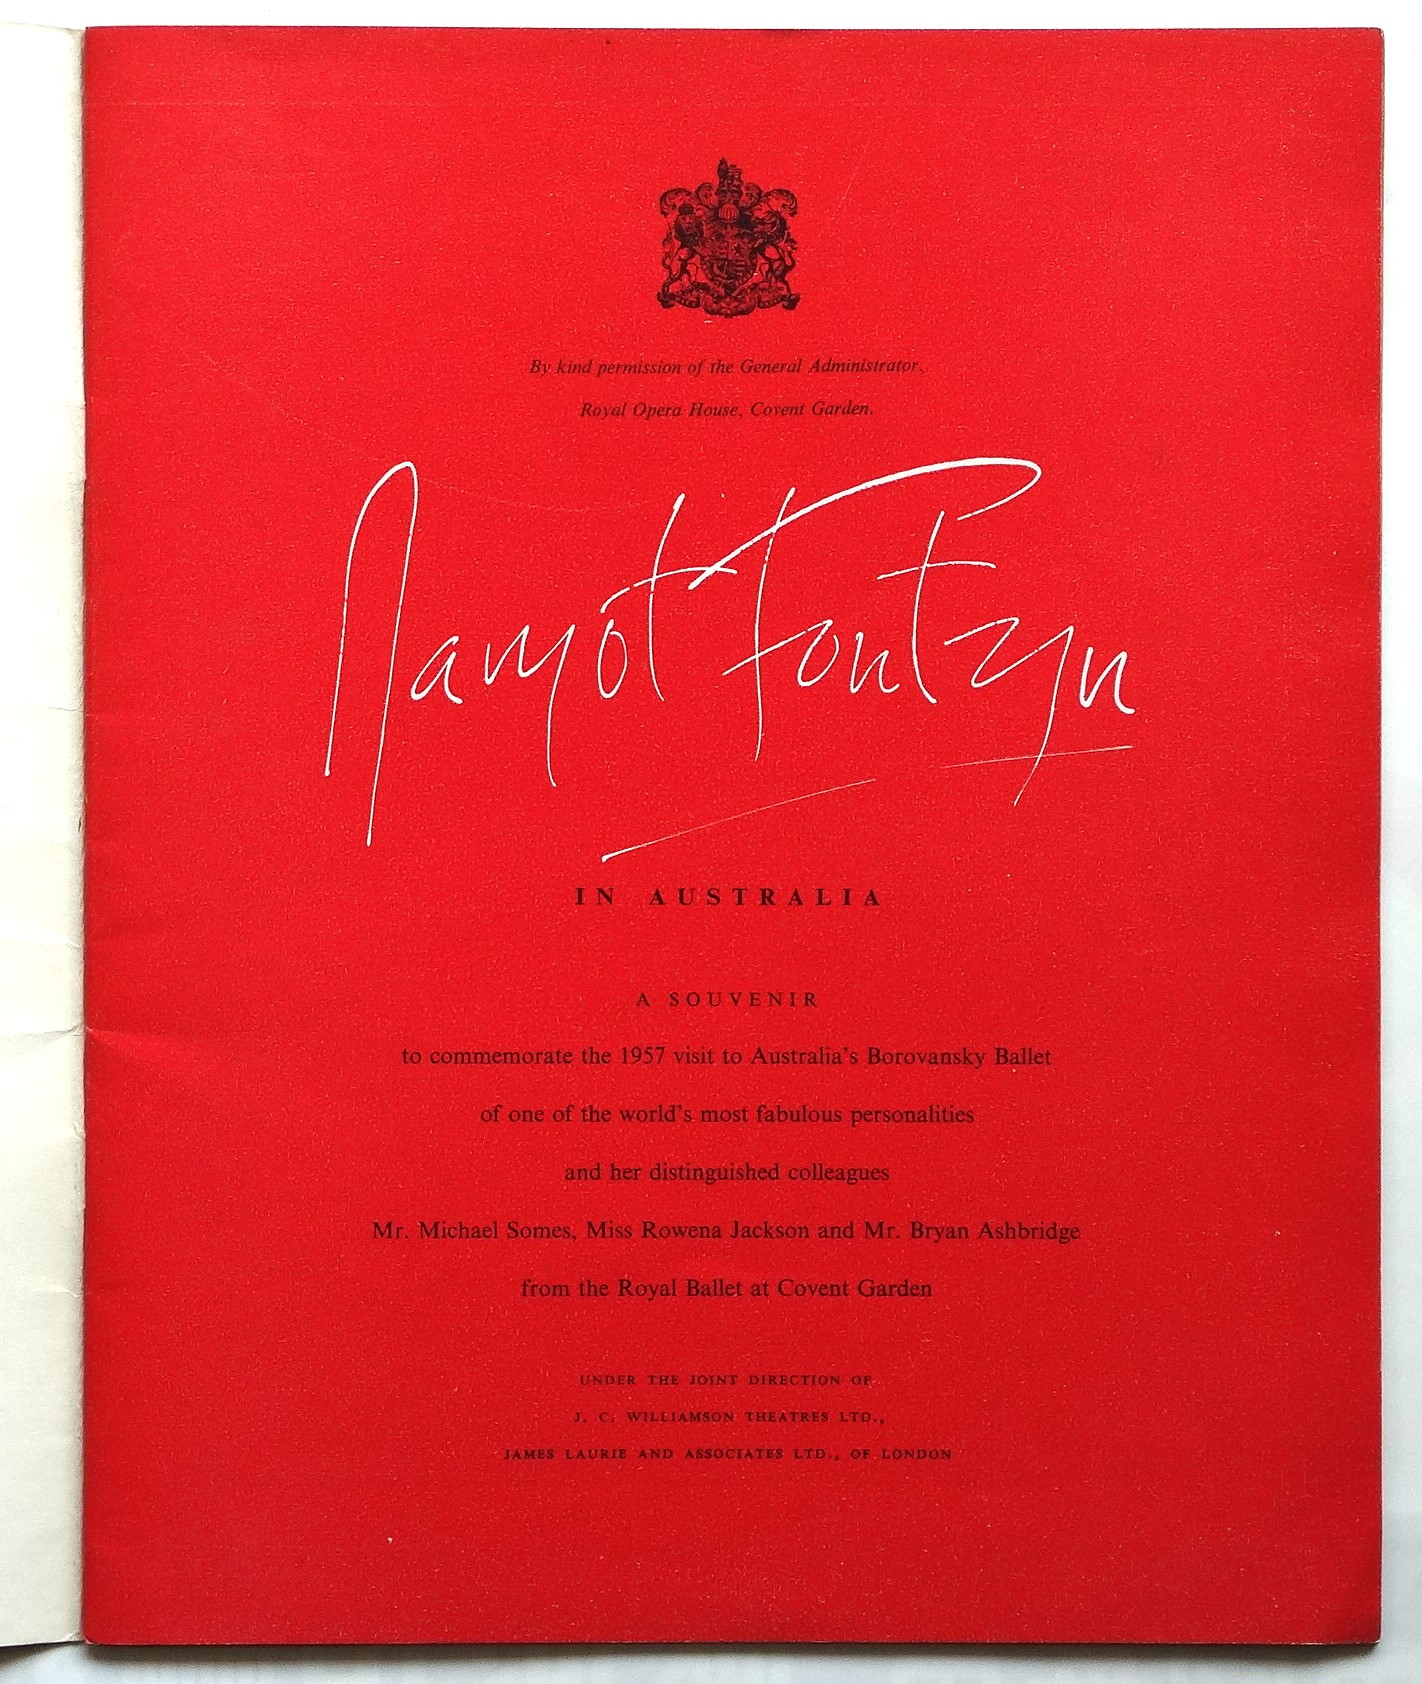 By kind permission of the General Administrator,
Royal Opera House, Covent Garden.
Margot Fonteyn
IN AUSTRALIA
A SOUVENIR
to commemorate the 1957 visit to Australia's Borovansky Ballet
of one of the world's most fabulous personalities
and her distinguished colleagues
Mr. Michael Somes, Miss Rowena Jackson and Mr. Bryan Ashbridge
from the Royal Ballet at Covent Garden
UNDER THE JOINT DIRECTION OF
J. C. WILLIAMSON THEATRES LTD.,
JAMES LAURIE AND ASSOCIATES LTD., OF LONDON